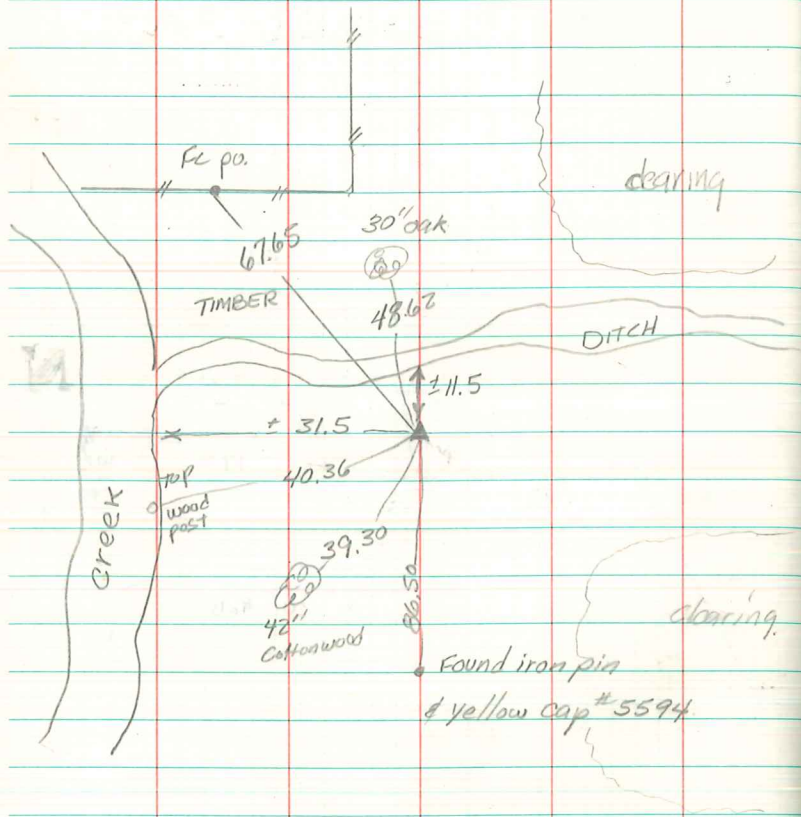 Fc po.
clearing
30" oak
67.65
TIMBER
48.62
DITCH
±11.5
± 31.5
TOP
wood
post
40.36
Creek
39.30
86.50
42"
Cottonwood
clearing.
Found iron pin
& yellow cap #5594